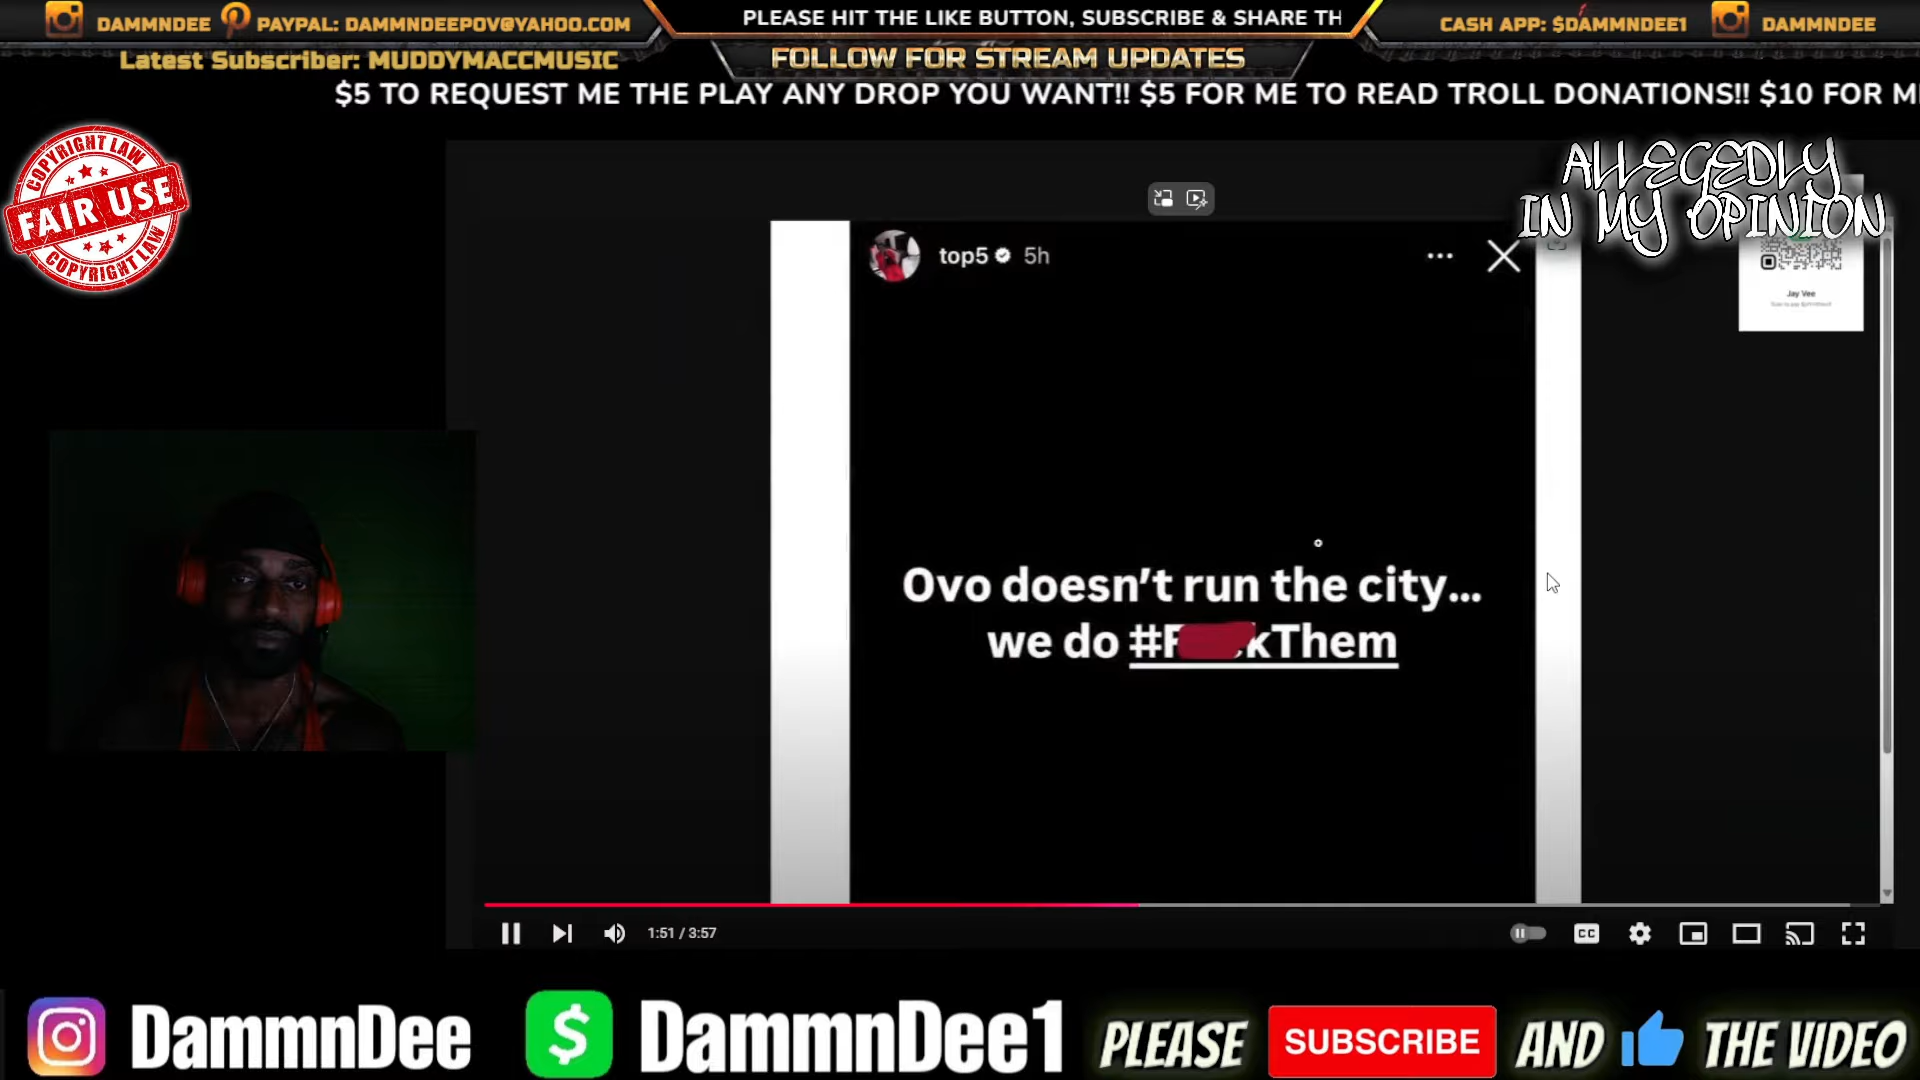 DAMMNDEE
PAYPAL: DAMMNDEEPOV@YAHOO.COM
PLEASE HIT THE LIKE BUTTON, SUBSCRIBE & SHARE TH
CASH APP: $DAMMNDEE1
DAMMNDEE
Latest Subscriber: MUDDYMACCMUSIC
FOLLOW FOR STREAM UPDATES
$5 TO REQUEST ME THE PLAY ANY DROP YOU WANT!! $5 FOR ME TO READ TROLL DONATIONS!! $10 FOR M
COPYRIGHT LAW
FAIR USE
COPYRIGHT LAW
ALLEGEDLY
IN MY OPINION
top5 5h
Jay Vee
Ovo doesn't run the city...
we do #F kThem
1:51 / 3:57
CC
DammnDee
$
DammnDee1
PLEASE
SUBSCRIBE
AND
THE VIDEO